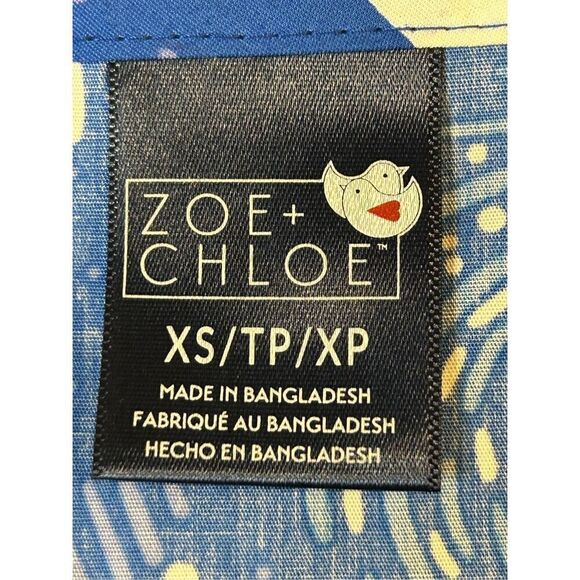 ZOE+
CHLOE™
XS/TP/XP
MADE IN BANGLADESH
FABRIQUÉ AU BANGLADESH
HECHO EN BANGLADESH